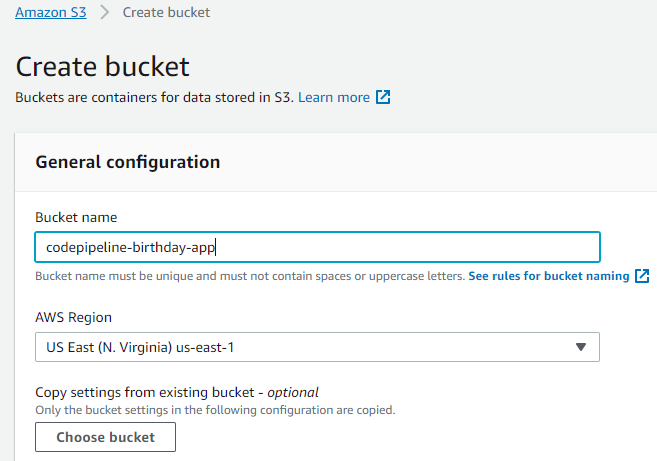 Amazon S3 > Create bucket
Create bucket
Buckets are containers for data stored in S3. Learn more
General configuration
Bucket name
codepipeline-birthday-app
Bucket name must be unique and must not contain spaces or uppercase letters. See rules for bucket naming
AWS Region
US East (N. Virginia) us-east-1
Copy settings from existing bucket - optional
Only the bucket settings in the following configuration are copied.
Choose bucket